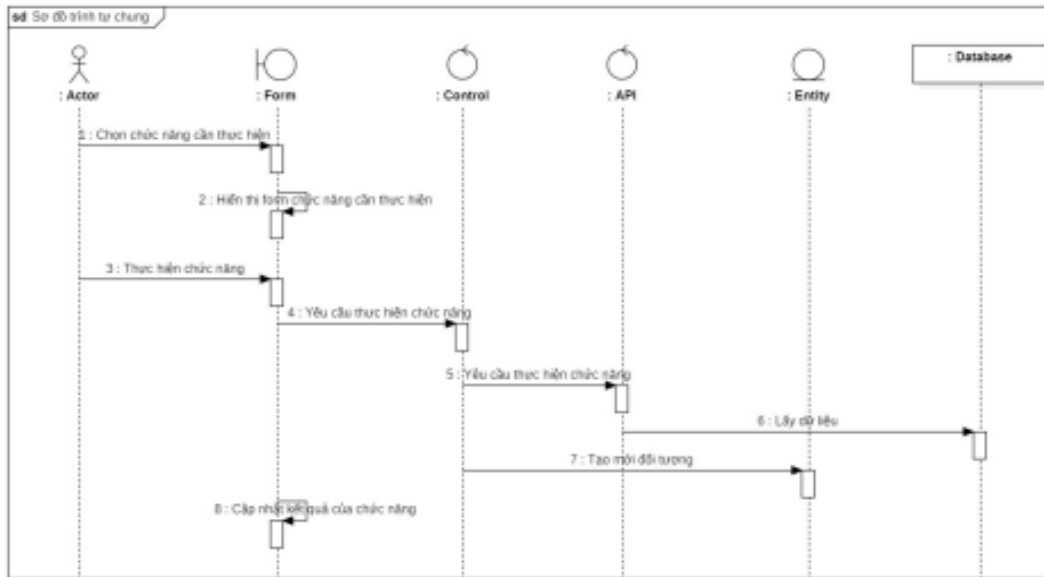 sd Sơ đồ trình tự chung
: Actor
: Form
: Control
: API
: Entity
: Database
1 : Chọn chức năng cần thực hiện
2 : Hiển thị form chức năng cần thực hiện
3 : Thực hiện chức năng
4 : Yêu cầu thực hiện chức năng
5 : Yêu cầu thực hiện chức năng
6 : Lấy dữ liệu
7 : Tạo mới đối tượng
8 : Cập nhật kết quả của chức năng